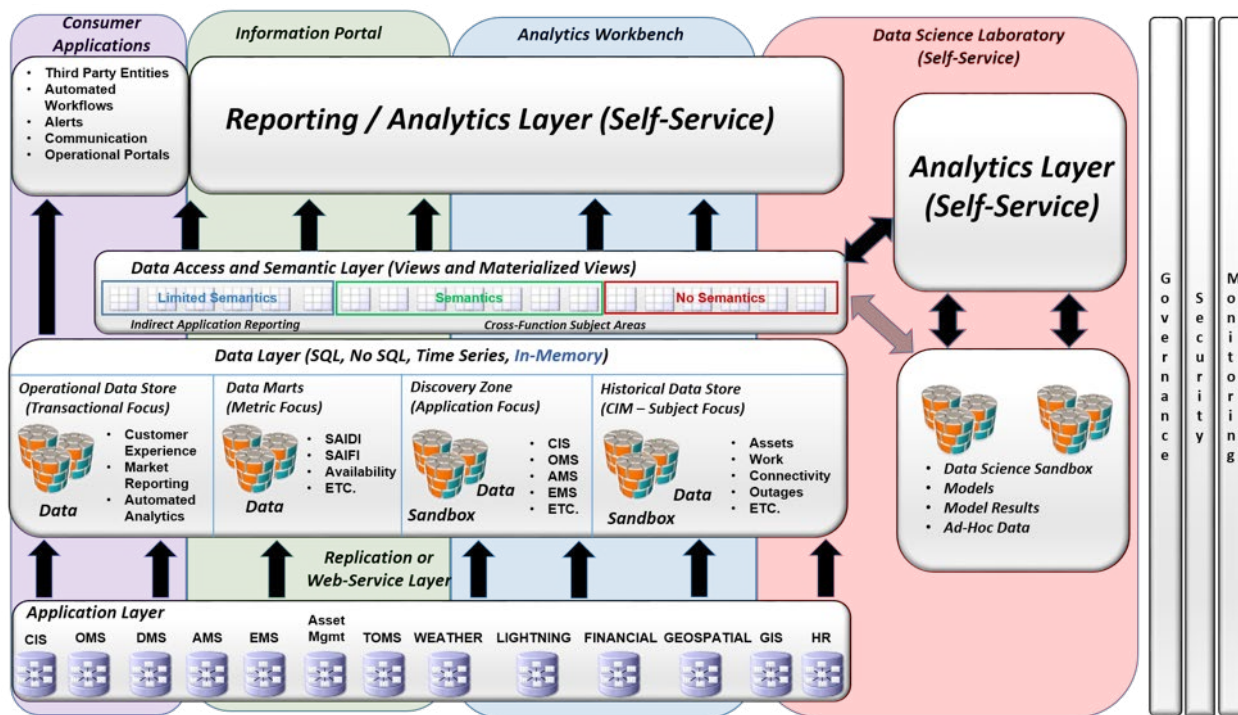 Consumer
Applications
Information Portal
Analytics Workbench
Data Science Laboratory
(Self-Service)
• Third Party Entities
• Automated
Workflows
• Alerts
• Communication
• Operational Portals
Reporting / Analytics Layer (Self-Service)
Analytics Layer
(Self-Service)
Data Access and Semantic Layer (Views and Materialized Views)
Limited Semantics
Semantics
No Semantics
Indirect Application Reporting
Cross-Function Subject Areas
Data Layer (SQL, No SQL, Time Series, In-Memory)
Operational Data Store
(Transactional Focus)
• Customer
Experience
• Market
Reporting
• Automated
Analytics
Data
Data Marts
(Metric Focus)
• SAIDI
• SAIFI
• Availability
• ETC.
Data
Discovery Zone
(Application Focus)
• CIS
• OMS
• AMS
• EMS
• ETC.
Data
Sandbox
Historical Data Store
(CIM – Subject Focus)
• Assets
• Work
• Connectivity
• Outages
• ETC.
Data
Sandbox
• Data Science Sandbox
• Models
• Model Results
• Ad-Hoc Data
Replication or
Web-Service Layer
Application Layer
CIS
OMS
DMS
AMS
EMS
Asset
Mgmt
TOMS
WEATHER
LIGHTNING
FINANCIAL
GEOSPATIAL
GIS
HR
Governance
Security
Monitoring